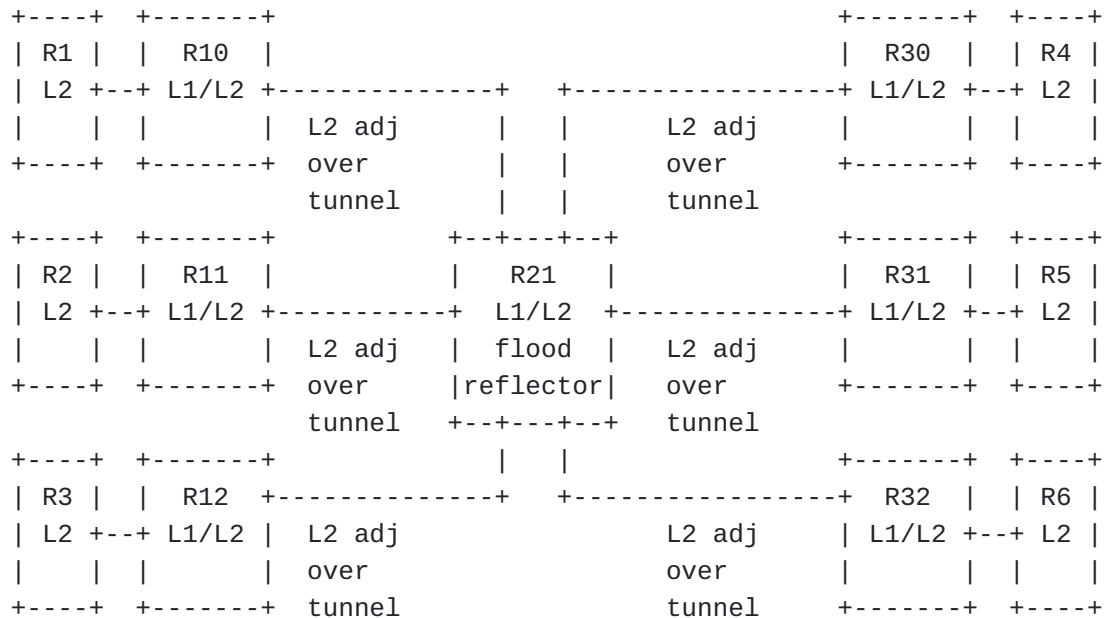 +----+  +-------+                                     +-------+  +----+
| R1 |  |  R10  |                                     |  R30  |  | R4 |
| L2 +--+ L1/L2 +--------------+   +-----------------+ L1/L2 +--+ L2 |
|    |  |       |  L2 adj      |   |      L2 adj     |       |  |    |
+----+  +-------+  over        |   |      over       +-------+  +----+
                   tunnel      |   |      tunnel
+----+  +-------+           +--+---+--+              +-------+  +----+
| R2 |  |  R11  |           |   R21   |              |  R31  |  | R5 |
| L2 +--+ L1/L2 +-----------+  L1/L2  +--------------+ L1/L2 +--+ L2 |
|    |  |       |  L2 adj   |  flood  |   L2 adj     |       |  |    |
+----+  +-------+  over     |reflector|   over       +-------+  +----+
                   tunnel   +--+---+--+   tunnel
+----+  +-------+              |   |                 +-------+  +----+
| R3 |  |  R12  +--------------+   +-----------------+  R32  |  | R6 |
| L2 +--+ L1/L2 |  L2 adj                 L2 adj     | L1/L2 +--+ L2 |
|    |  |       |  over                   over       |       |  |    |
+----+  +-------+  tunnel                 tunnel     +-------+  +----+